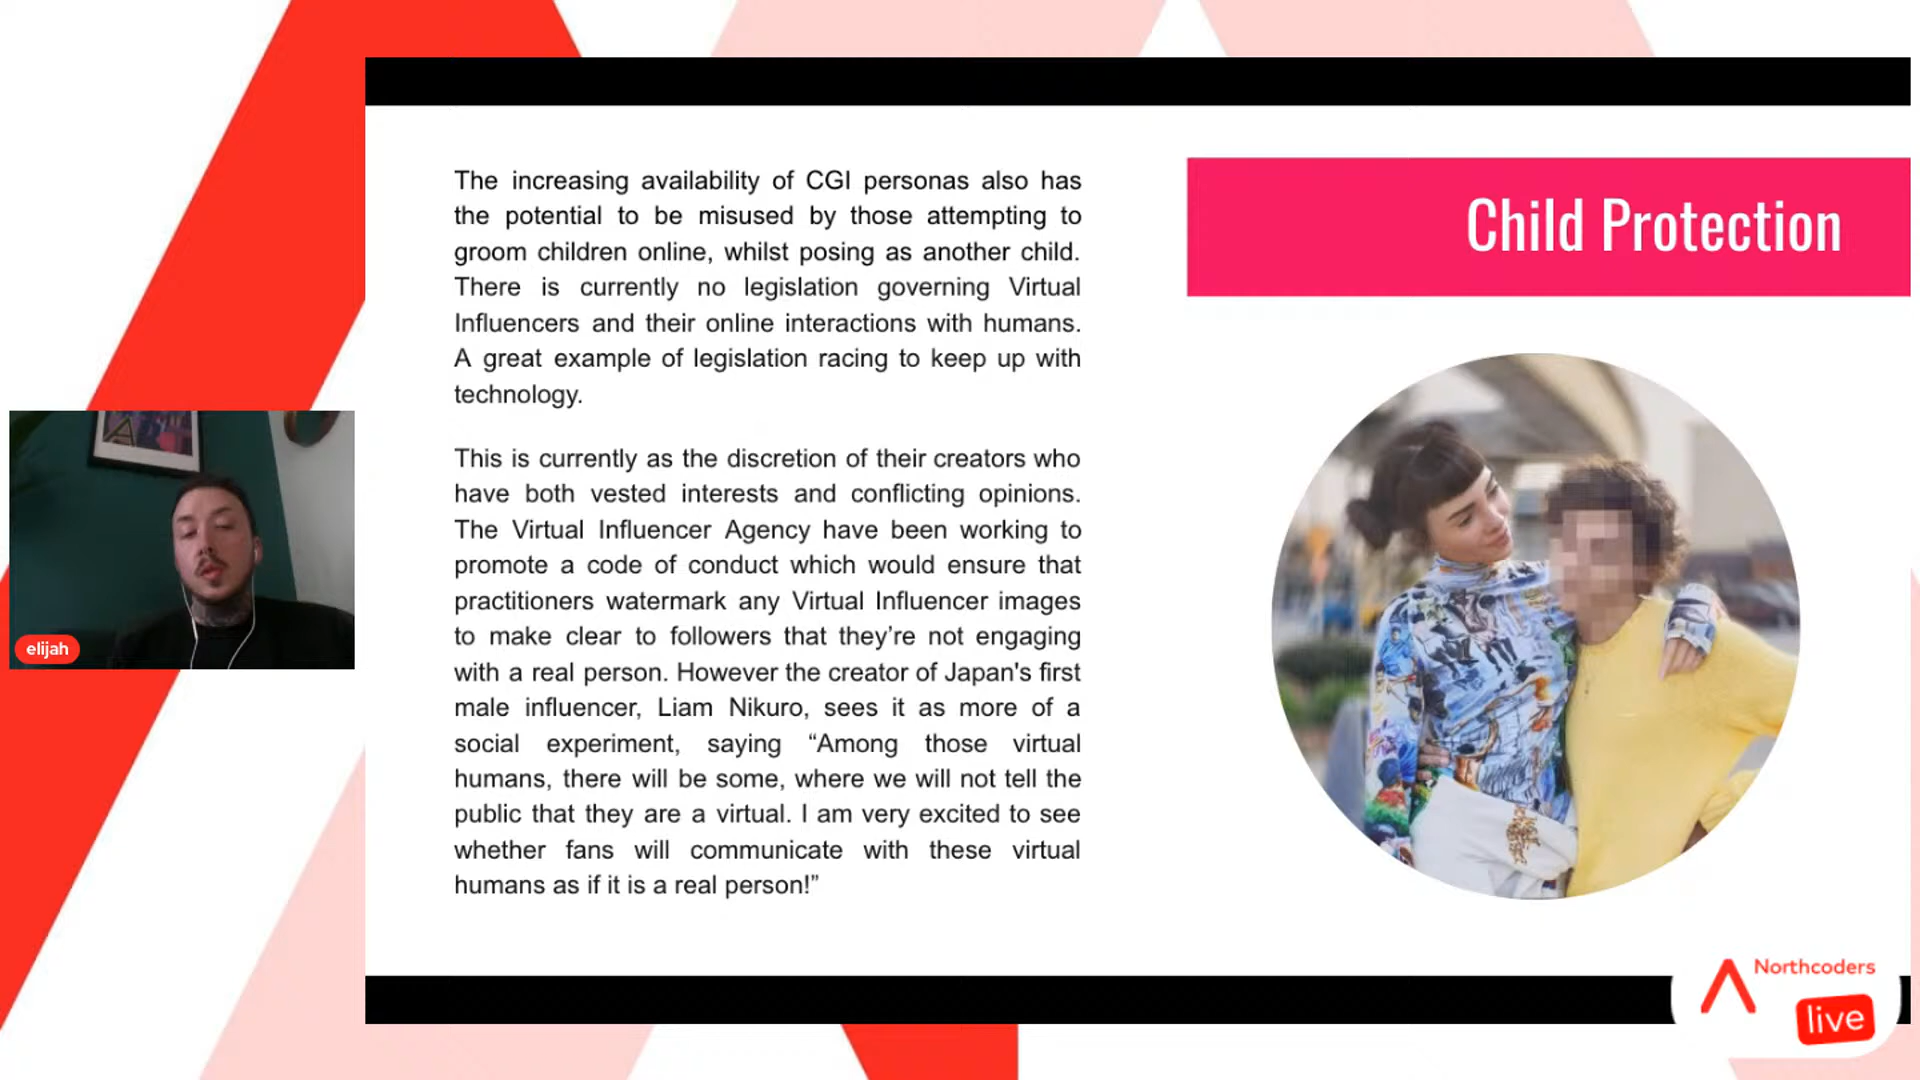 The increasing availability of CGI personas also has
the potential to be misused by those attempting to
groom children online, whilst posing as another child.
There is currently no legislation governing Virtual
Influencers and their online interactions with humans.
A great example of legislation racing to keep up with
technology.
This is currently as the discretion of their creators who
have both vested interests and conflicting opinions.
The Virtual Influencer Agency have been working to
promote a code of conduct which would ensure that
practitioners watermark any Virtual Influencer images
to make clear to followers that they’re not engaging
with a real person. However the creator of Japan's first
male influencer, Liam Nikuro, sees it as more of a
social experiment, saying “Among those virtual
humans, there will be some, where we will not tell the
public that they are a virtual. I am very excited to see
whether fans will communicate with these virtual
humans as if it is a real person!”
Child Protection
elijah
Northcoders
live